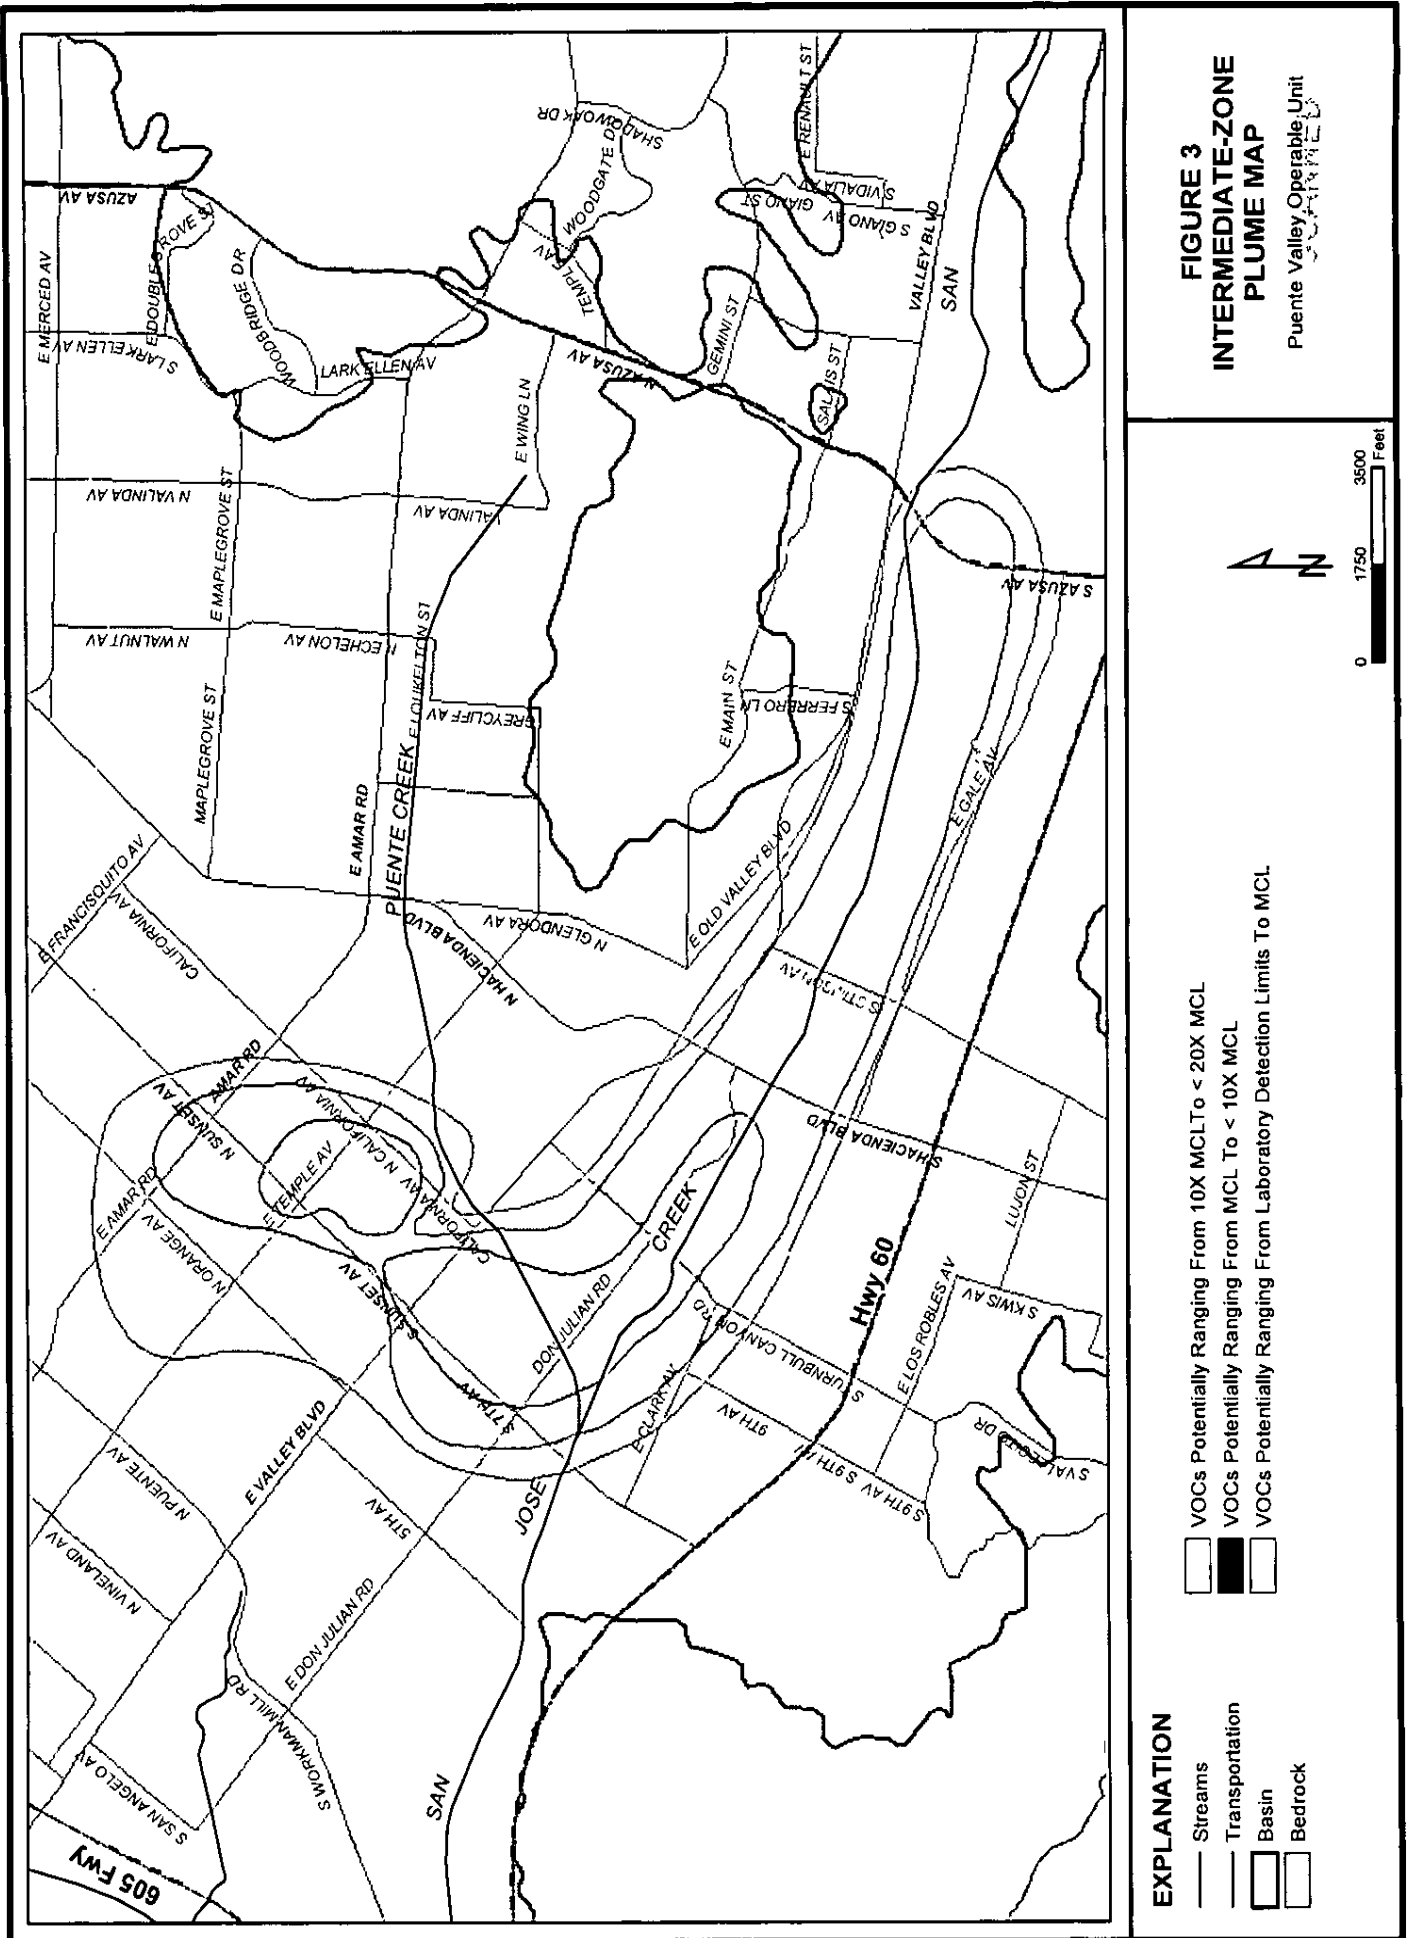 605 Fwy
S SAN ANGELO AV
N VINELAND AV
S WORKMAN MILL RD
E DON JULIAN RD
N PUENTE AV
E VALLEY BLVD
5TH AV
E AMAR RD
N ORANGE AV
E TEMPLE AV
N SUNSET AV
AMAR RD
N CALIFORNIA AV
CALIFORNIA AV
S SUNSET AV
S 7TH AV
DON JULIAN RD
SAN
JOSE
CREEK
E CLARK AV
9TH AV
S 9TH AV
S 9TH AV
S TURNBULL CANYON RD
Hwy 60
E LOS ROBLES AV
S KWIS AV
LUJON ST
S HACIENDA BLVD
FRANCISQUITO AV
CALIFORNIA AV
N HACIENDA BLVD
N GLENDORA AV
E OLD VALLEY BLVD
E GALE AV
MAPLEGROVE ST
E AMAR RD
PUENTE CREEK
E LOUKELTON ST
GREYCLIFF AV
E MAIN ST
S FERRERO LN
N WALNUT AV
N ECHELON AV
E MAPLEGROVE ST
N VALINDA AV
VALINDA AV
E WING LN
S AZUSA AV
E MERCED AV
S LARK ELLEN AV
WOODBRIDGE DR
LARK ELLEN AV
AZUSA AV
N AZUSA AV
TEMPLE AV
WOODGATE DR
SHADOW OAK DR
GEMINI ST
GIANO ST
S GIANO AV
S VIDALIA AV
E RENAULT ST
VALLEY BLVD
SAN
EXPLANATION
Streams
Transportation
Basin
Bedrock
VOCs Potentially Ranging From 10X MCLTo < 20X MCL
VOCs Potentially Ranging From MCL To < 10X MCL
VOCs Potentially Ranging From Laboratory Detection Limits To MCL
N
0 1750 3500
Feet
FIGURE 3
INTERMEDIATE-ZONE
PLUME MAP
Puente Valley Operable Unit